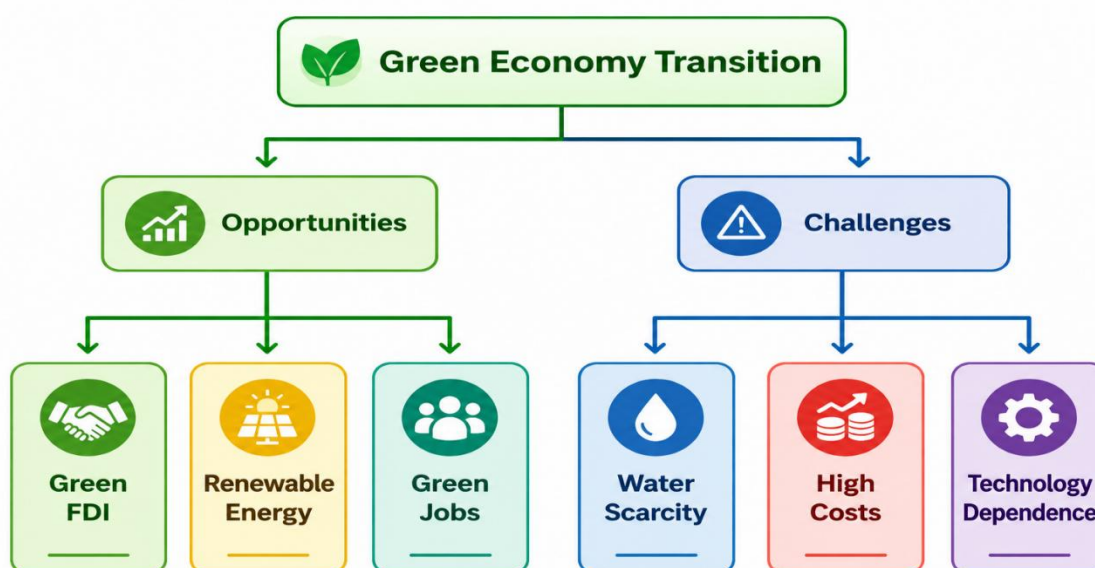 Green Economy Transition
Opportunities
Challenges
Green
FDI
Renewable
Energy
Green
Jobs
Water
Scarcity
High
Costs
Technology
Dependence